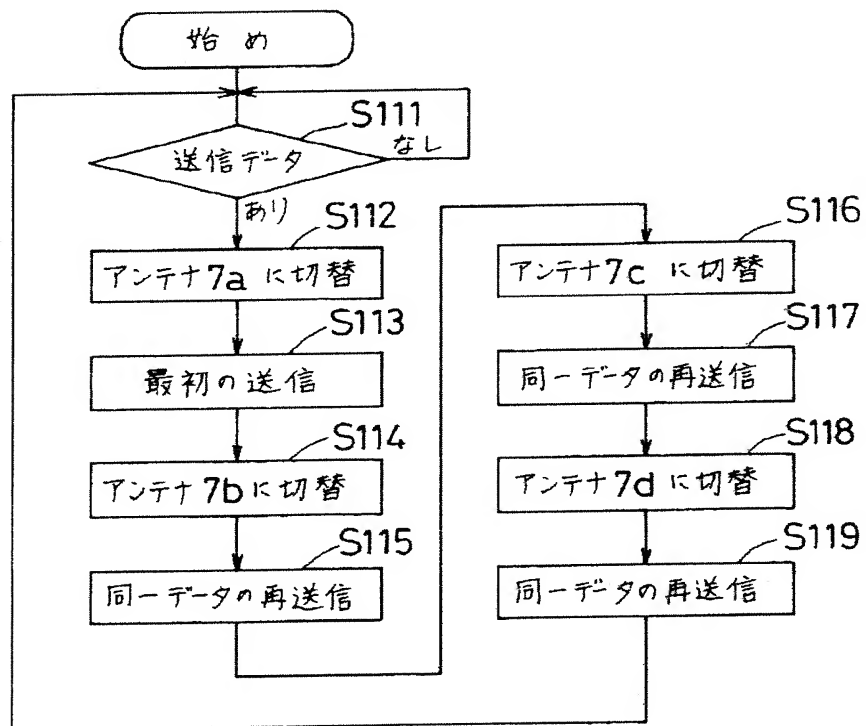 始め
S111
送信データ
なし
あり
S112
アンテナ7aに切替
S113
最初の送信
S114
アンテナ7bに切替
S115
同一データの再送信
S116
アンテナ7cに切替
S117
同一データの再送信
S118
アンテナ7dに切替
S119
同一データの再送信